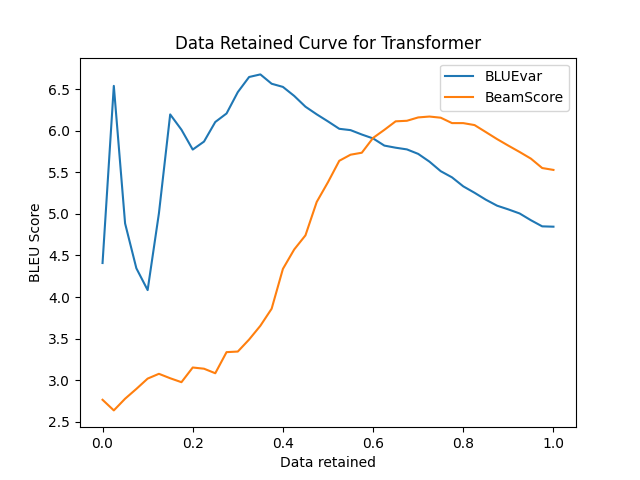 Data Retained Curve for Transformer
BLUEvar
BeamScore
BLEU Score
6.5
6.0
5.5
5.0
4.5
4.0
3.5
3.0
2.5
0.0 0.2 0.4 0.6 0.8 1.0
Data retained